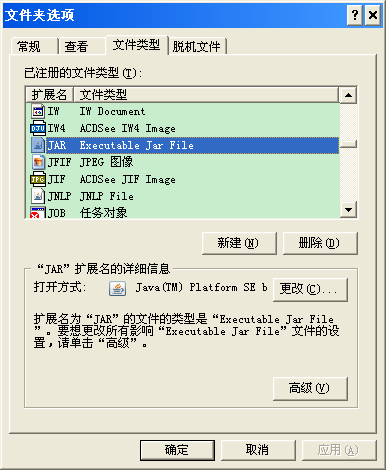 文件夹选项
常规 查看 文件类型 脱机文件
已注册的文件类型(T):
扩展名 文件类型
IW IW Document
IW4 ACDSee IW4 Image
JAR Executable Jar File
JFIF JPEG 图像
JIF ACDSee JIF Image
JNLP JNLP File
JOB 任务对象
新建(N) 删除(D)
“JAR”扩展名的详细信息
打开方式: Java(TM) Platform SE b 更改(C)...
扩展名为“JAR”的文件的类型是“Executable Jar File
”。要想更改所有影响“Executable Jar File”文件的设
置，请单击“高级”。
高级(V)
确定 取消 应用(A)